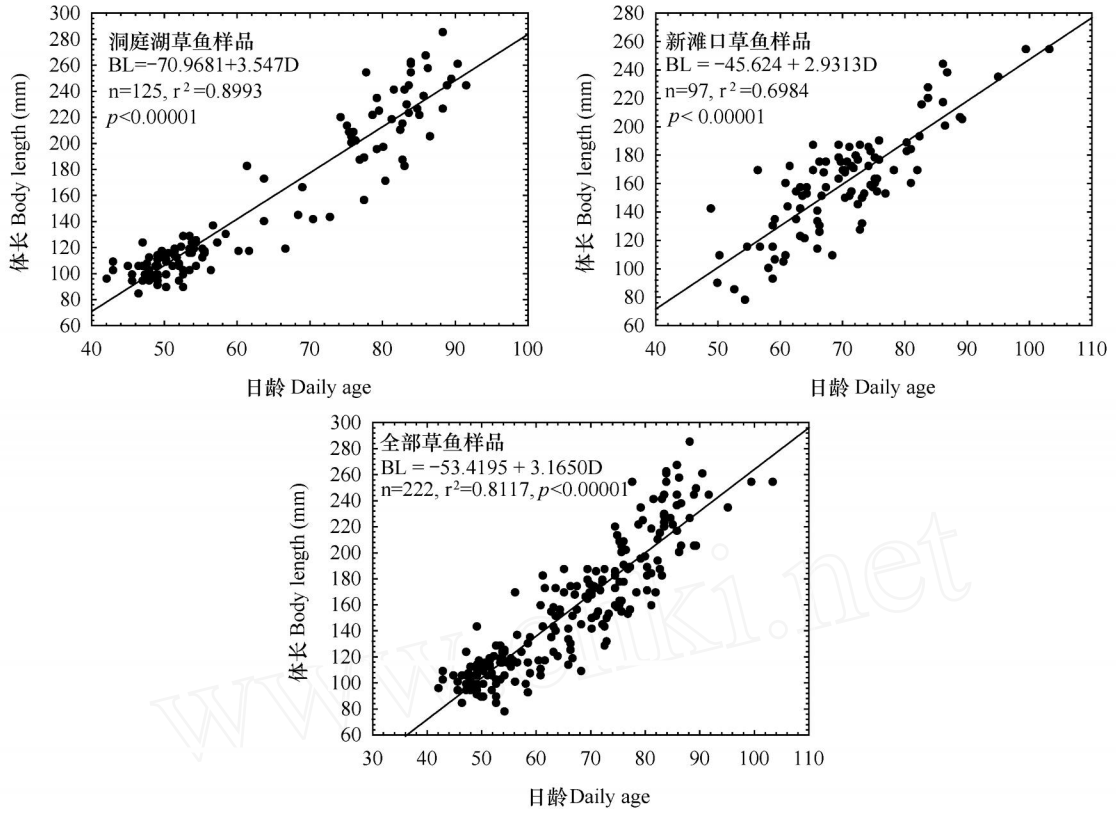 洞庭湖草鱼样品
BL=-70.9681+3.547D
n=125, r²=0.8993
p<0.00001
300
280
260
240
220
200
180
160
140
120
100
80
60
体长 Body length (mm)
40 50 60 70 80 90 100
日龄 Daily age
新滩口草鱼样品
BL = -45.624 + 2.9313D
n=97, r²=0.6984
p< 0.00001
280
260
240
220
200
180
160
140
120
100
80
60
体长 Body length (mm)
40 50 60 70 80 90 100 110
日龄 Daily age
全部草鱼样品
BL = -53.4195 + 3.1650D
n=222, r²=0.8117, p<0.00001
300
280
260
240
220
200
180
160
140
120
100
80
60
体长 Body length (mm)
30 40 50 60 70 80 90 100 110
日龄 Daily age
www.cnki.net